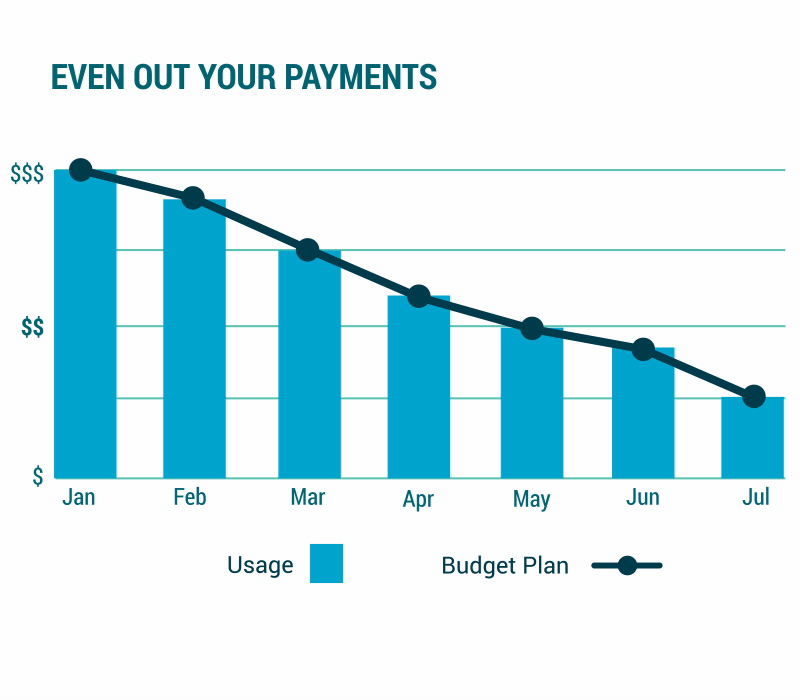 EVEN OUT YOUR PAYMENTS
$$$
$$
$
Jan Feb Mar Apr May Jun Jul
Usage Budget Plan